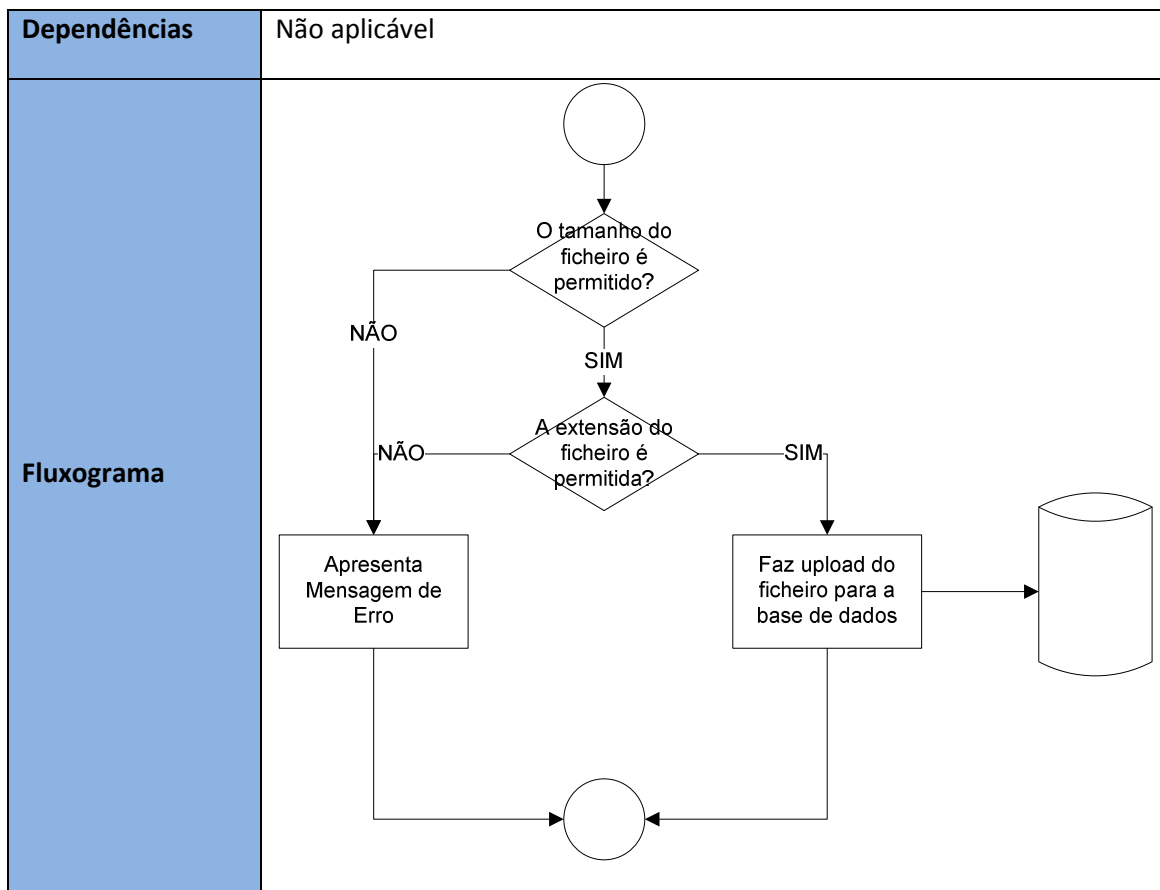 Dependências
Não aplicável
Fluxograma
O tamanho do
ficheiro é
permitido?
NÃO
SIM
A extensão do
ficheiro é
permitida?
NÃO
SIM
Apresenta
Mensagem de
Erro
Faz upload do
ficheiro para a
base de dados